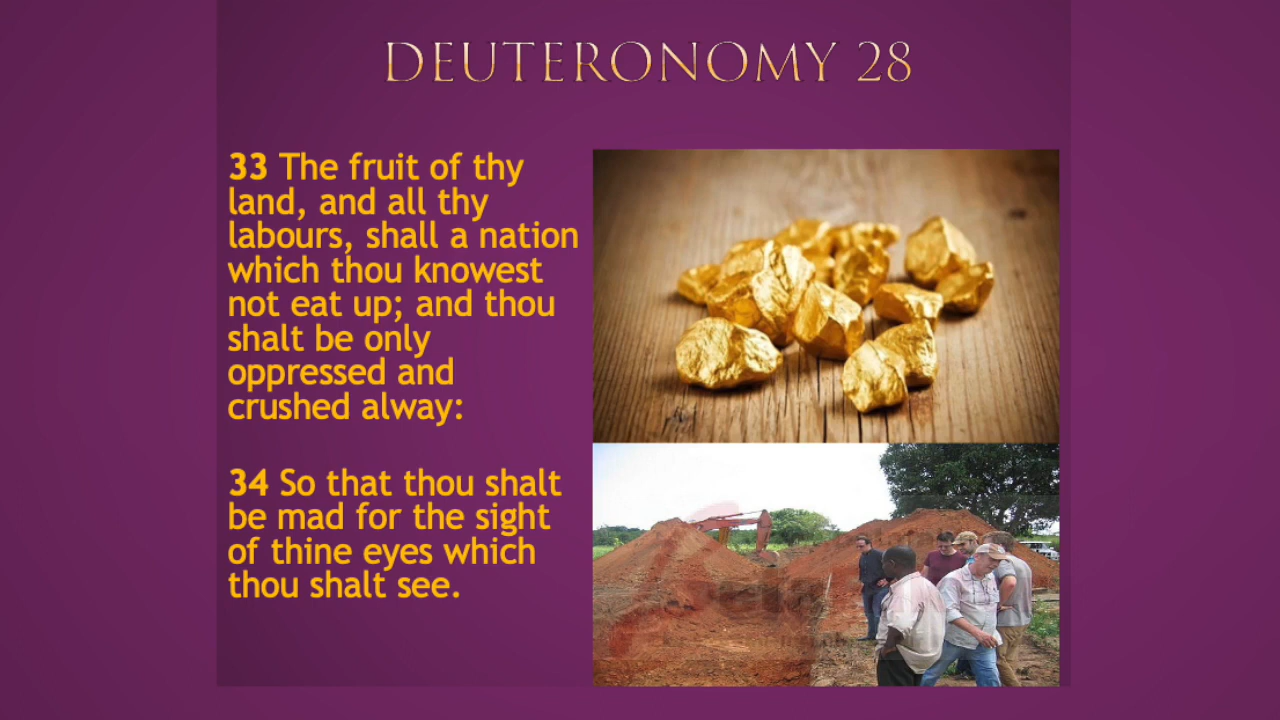 DEUTERONOMY 28
33 The fruit of thy
land, and all thy
labours, shall a nation
which thou knowest
not eat up; and thou
shalt be only
oppressed and
crushed alway:
34 So that thou shalt
be mad for the sight
of thine eyes which
thou shalt see.